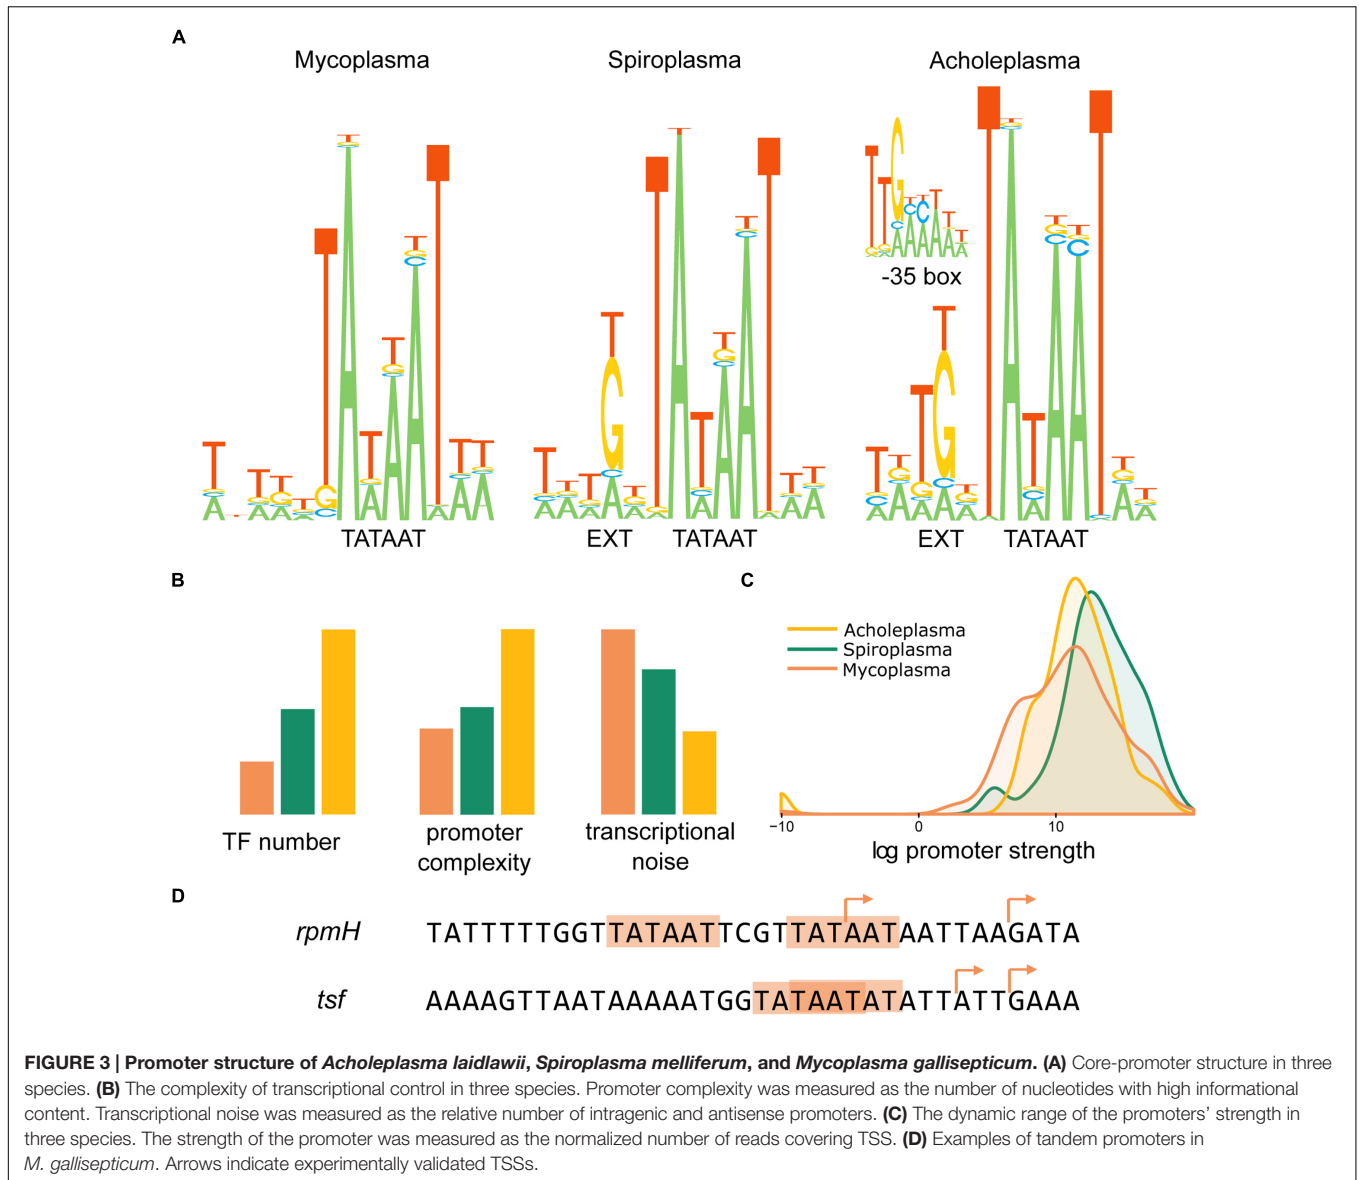 A
Mycoplasma
Spiroplasma
Acholeplasma
-35 box
TATAAT
EXT
TATAAT
EXT
TATAAT
B
TF number
promoter
complexity
transcriptional
noise
C
Acholeplasma
Spiroplasma
Mycoplasma
−10
0
10
log promoter strength
D
rpmH
TATTTTTGGTTATAATTCGTTATAATAATTAAGATA
tsf
AAAAGTTAATAAAAATGGTATAATATATTATTGAAA
FIGURE 3 | Promoter structure of Acholeplasma laidlawii, Spiroplasma melliferum, and Mycoplasma gallisepticum. (A) Core-promoter structure in three
species. (B) The complexity of transcriptional control in three species. Promoter complexity was measured as the number of nucleotides with high informational
content. Transcriptional noise was measured as the relative number of intragenic and antisense promoters. (C) The dynamic range of the promoters' strength in
three species. The strength of the promoter was measured as the normalized number of reads covering TSS. (D) Examples of tandem promoters in
M. gallisepticum. Arrows indicate experimentally validated TSSs.